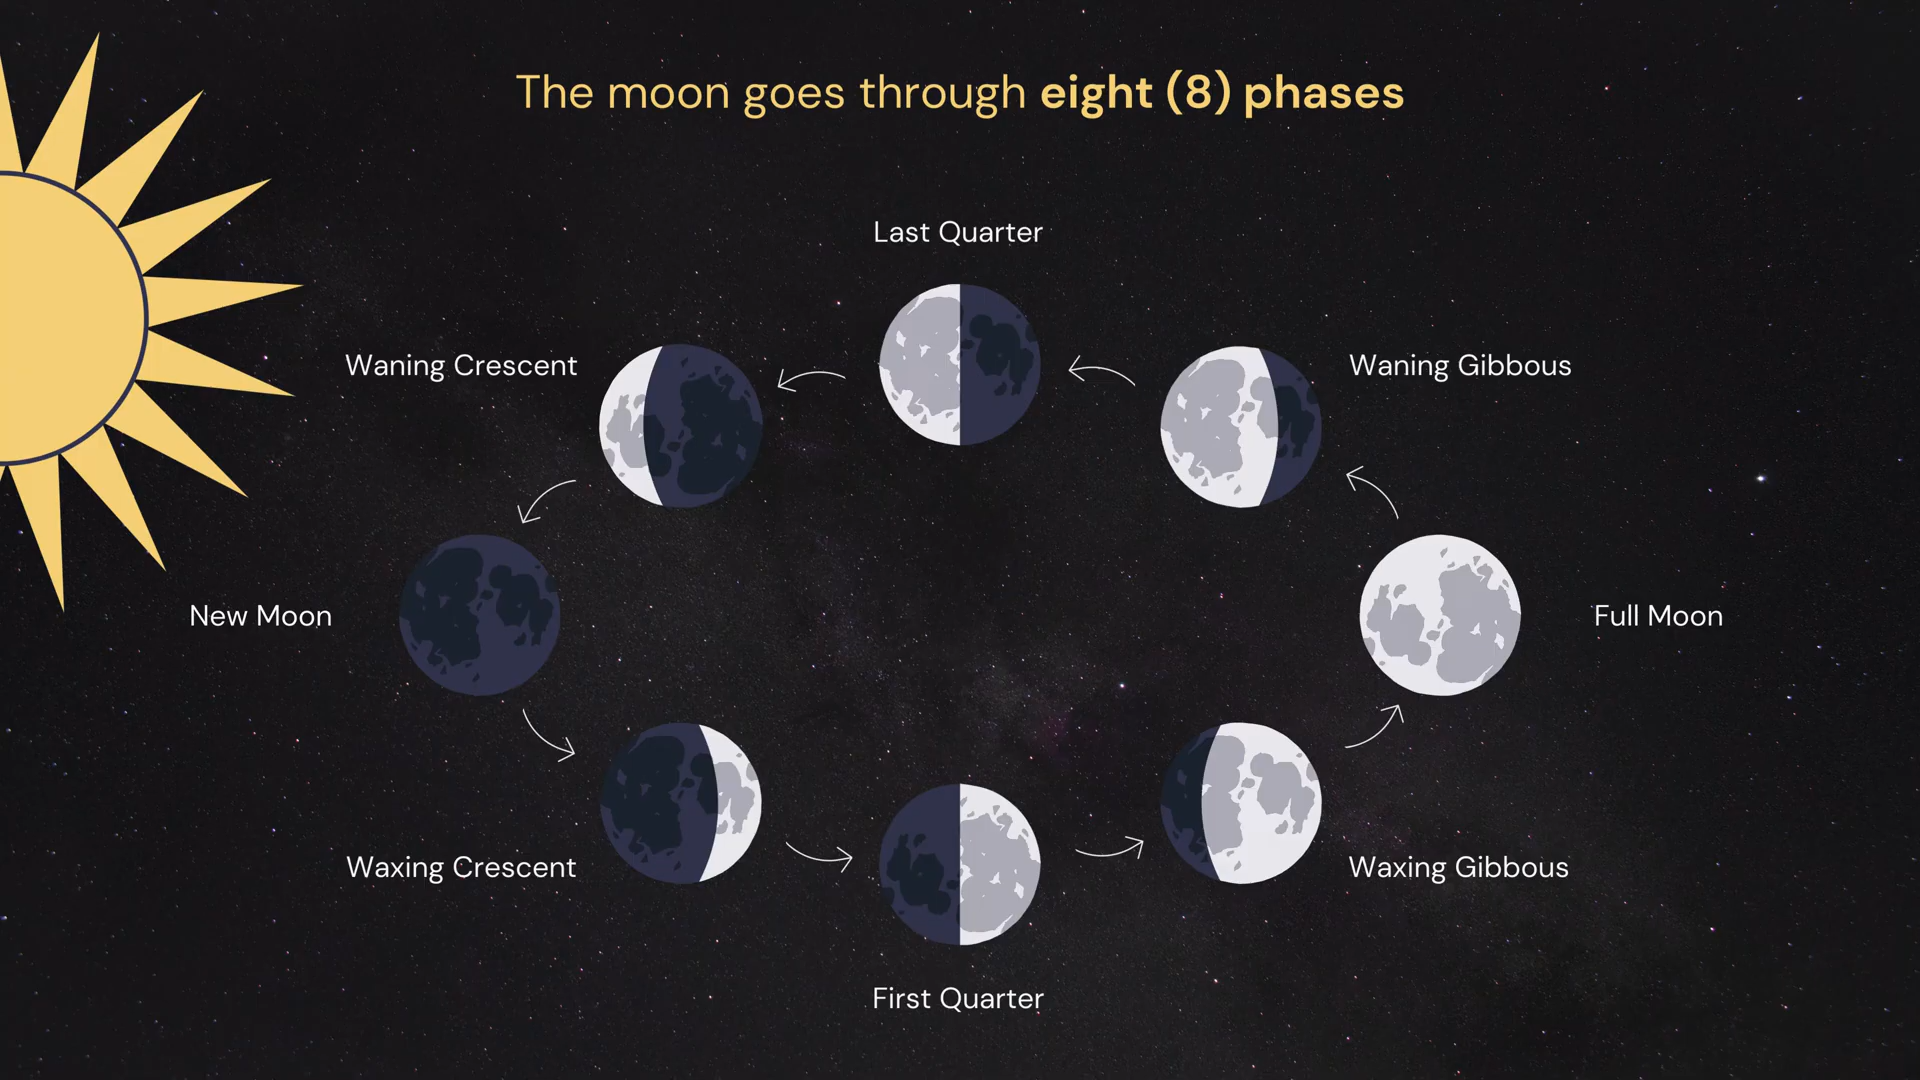 The moon goes through eight (8) phases
Last Quarter
Waning Crescent
Waning Gibbous
New Moon
Full Moon
Waxing Crescent
Waxing Gibbous
First Quarter